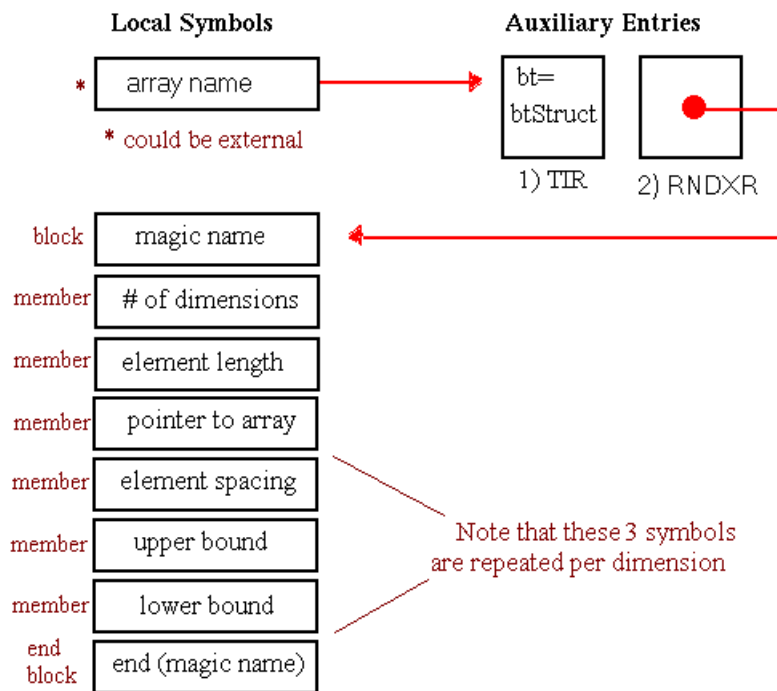 Local Symbols
Auxiliary Entries
* array name
bt=
btStruct
* could be external
1) TIR
2) RNDXR
block magic name
member # of dimensions
member element length
member pointer to array
member element spacing
member upper bound
Note that these 3 symbols
are repeated per dimension
member lower bound
end
block end (magic name)